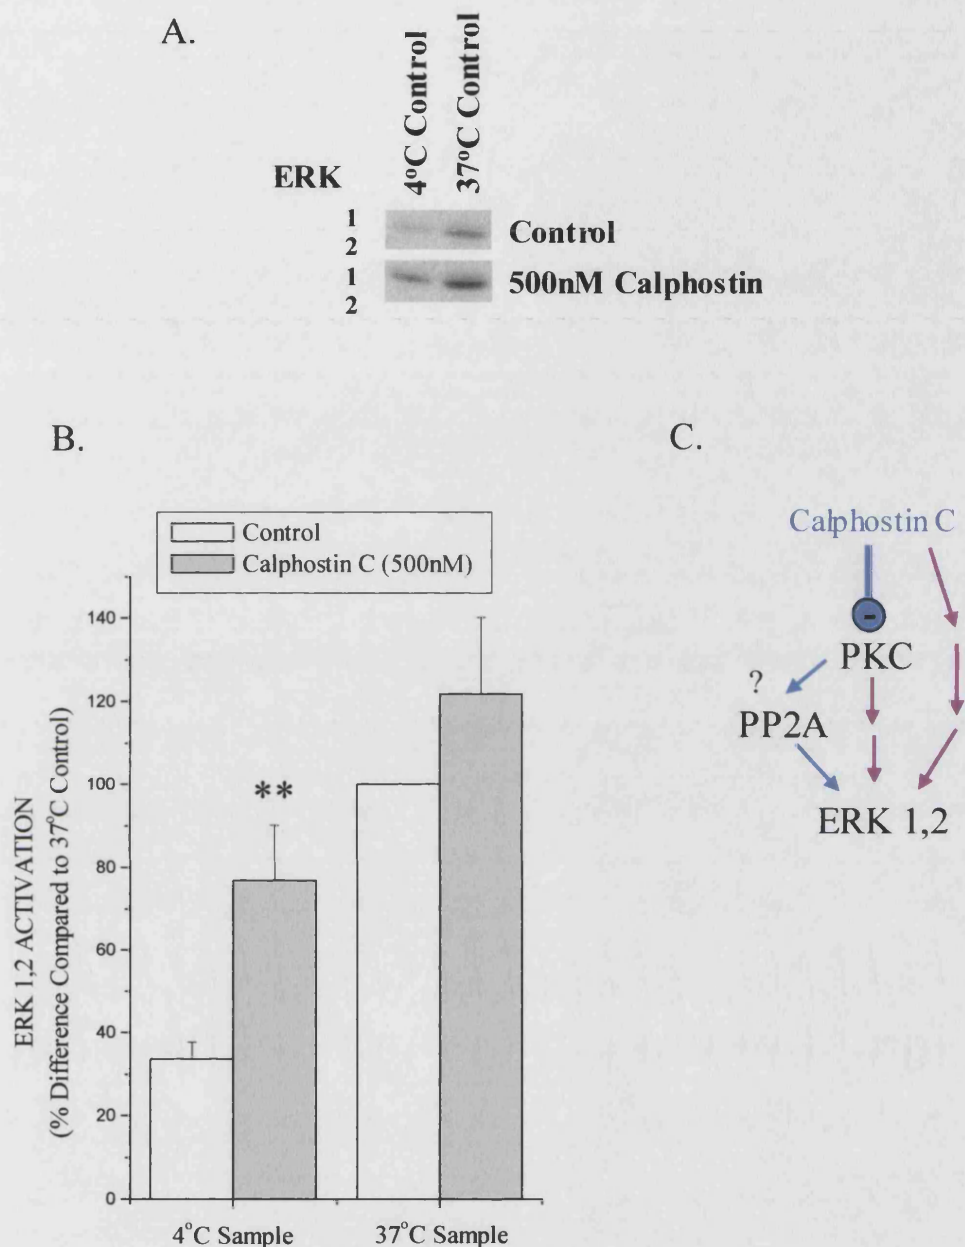 A.
4°C Control
37°C Control
ERK
1
2
Control
1
2
500nM Calphostin
B.
Control
Calphostin C (500nM)
ERK 1,2 ACTIVATION
(% Difference Compared to 37°C Control)
140
120
100
80
60
40
20
0
**
4°C Sample
37°C Sample
C.
Calphostin C
-
PKC
?
PP2A
ERK 1,2